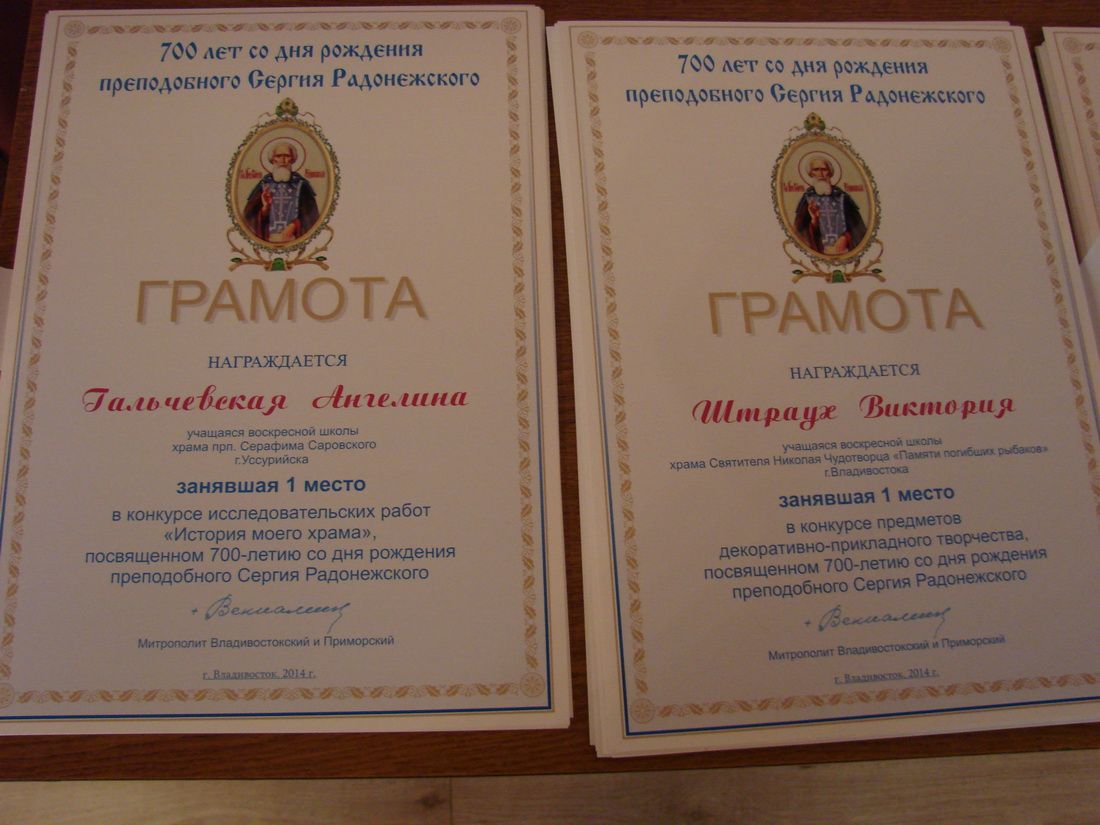 700 лет со дня рождения
преподобного Сергия Радонежского
ГРАМОТА
НАГРАЖДАЕТСЯ
Гальчевская Ангелина
учащаяся воскресной школы
храма прп. Серафима Саровского
г.Уссурийска
занявшая 1 место
в конкурсе исследовательских работ
«История моего храма»,
посвященном 700-летию со дня рождения
преподобного Сергия Радонежского
+ Вениамин
Митрополит Владивостокский и Приморский
г. Владивосток, 2014 г.
700 лет со дня рождения
преподобного Сергия Радонежского
ГРАМОТА
НАГРАЖДАЕТСЯ
Штраух Виктория
учащаяся воскресной школы
храма Святителя Николая Чудотворца «Памяти погибших рыбаков»
г.Владивостока
занявшая 1 место
в конкурсе предметов
декоративно-прикладного творчества,
посвященном 700-летию со дня рождения
преподобного Сергия Радонежского
+ Вениамин
Митрополит Владивостокский и Приморский
г. Владивосток, 2014 г.